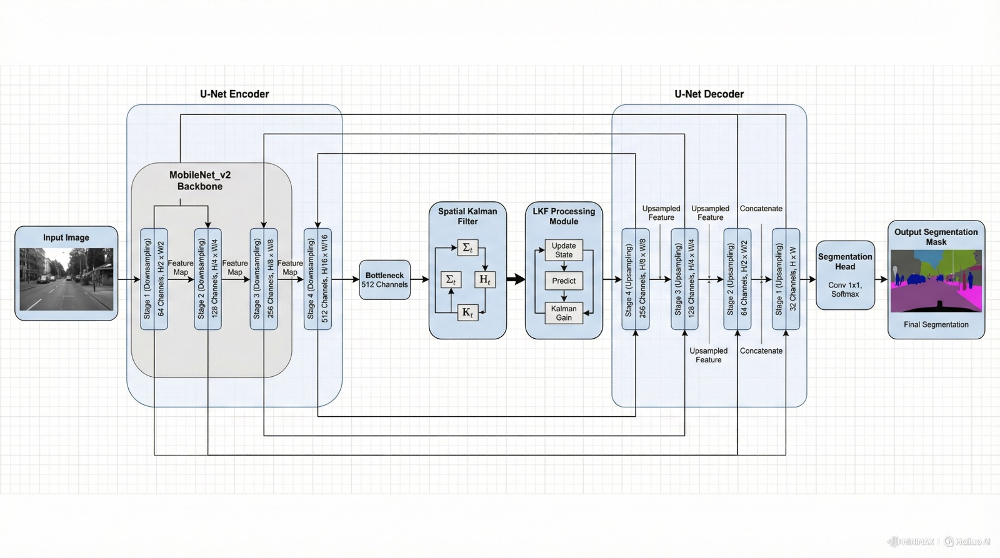 U-Net Encoder
U-Net Decoder
MobileNet_v2
Backbone
Input Image
Stage 1 (Downsampling)
64 Channels, H/2 x W/2
Feature
Map
Stage 2 (Downsampling)
128 Channels, H/4 x W/4
Feature
Map
Stage 3 (Downsampling)
256 Channels, H/8 x W/8
Feature
Map
Stage 4 (Downsampling)
512 Channels, H/16 x W/16
Bottleneck
512 Channels
Spatial Kalman
Filter
Σt
Σt
Ht
Kt
LKF Processing
Module
Update
State
Predict
Kalman
Gain
Stage 4 (Upsampling)
256 Channels, H/8 x W/8
Upsampled
Feature
Stage 3 (Upsampling)
128 Channels, H/4 x W/4
Upsampled
Feature
Upsampled
Feature
Stage 2 (Upsampling)
64 Channels, H/2 x W/2
Concatenate
Concatenate
Stage 1 (Upsampling)
32 Channels, H x W
Segmentation
Head
Conv 1x1,
Softmax
Output Segmentation
Mask
Final Segmentation
MINIMAX | Hailuo AI